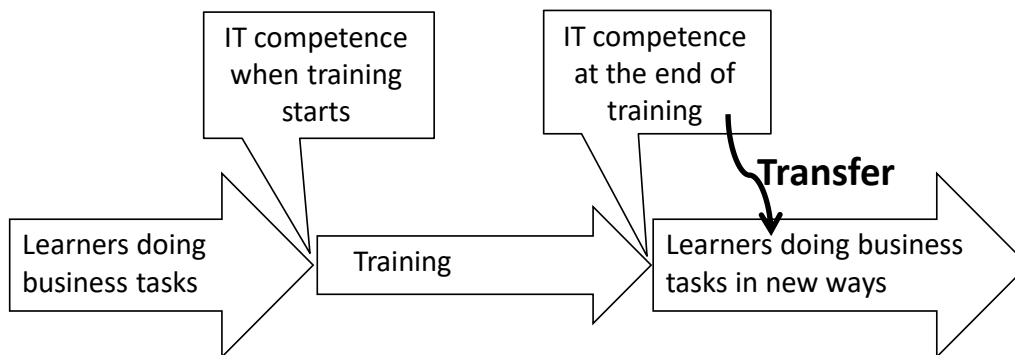 IT competence
when training
starts
IT competence
at the end of
training
Transfer
Learners doing
business tasks
Training
Learners doing business
tasks in new ways